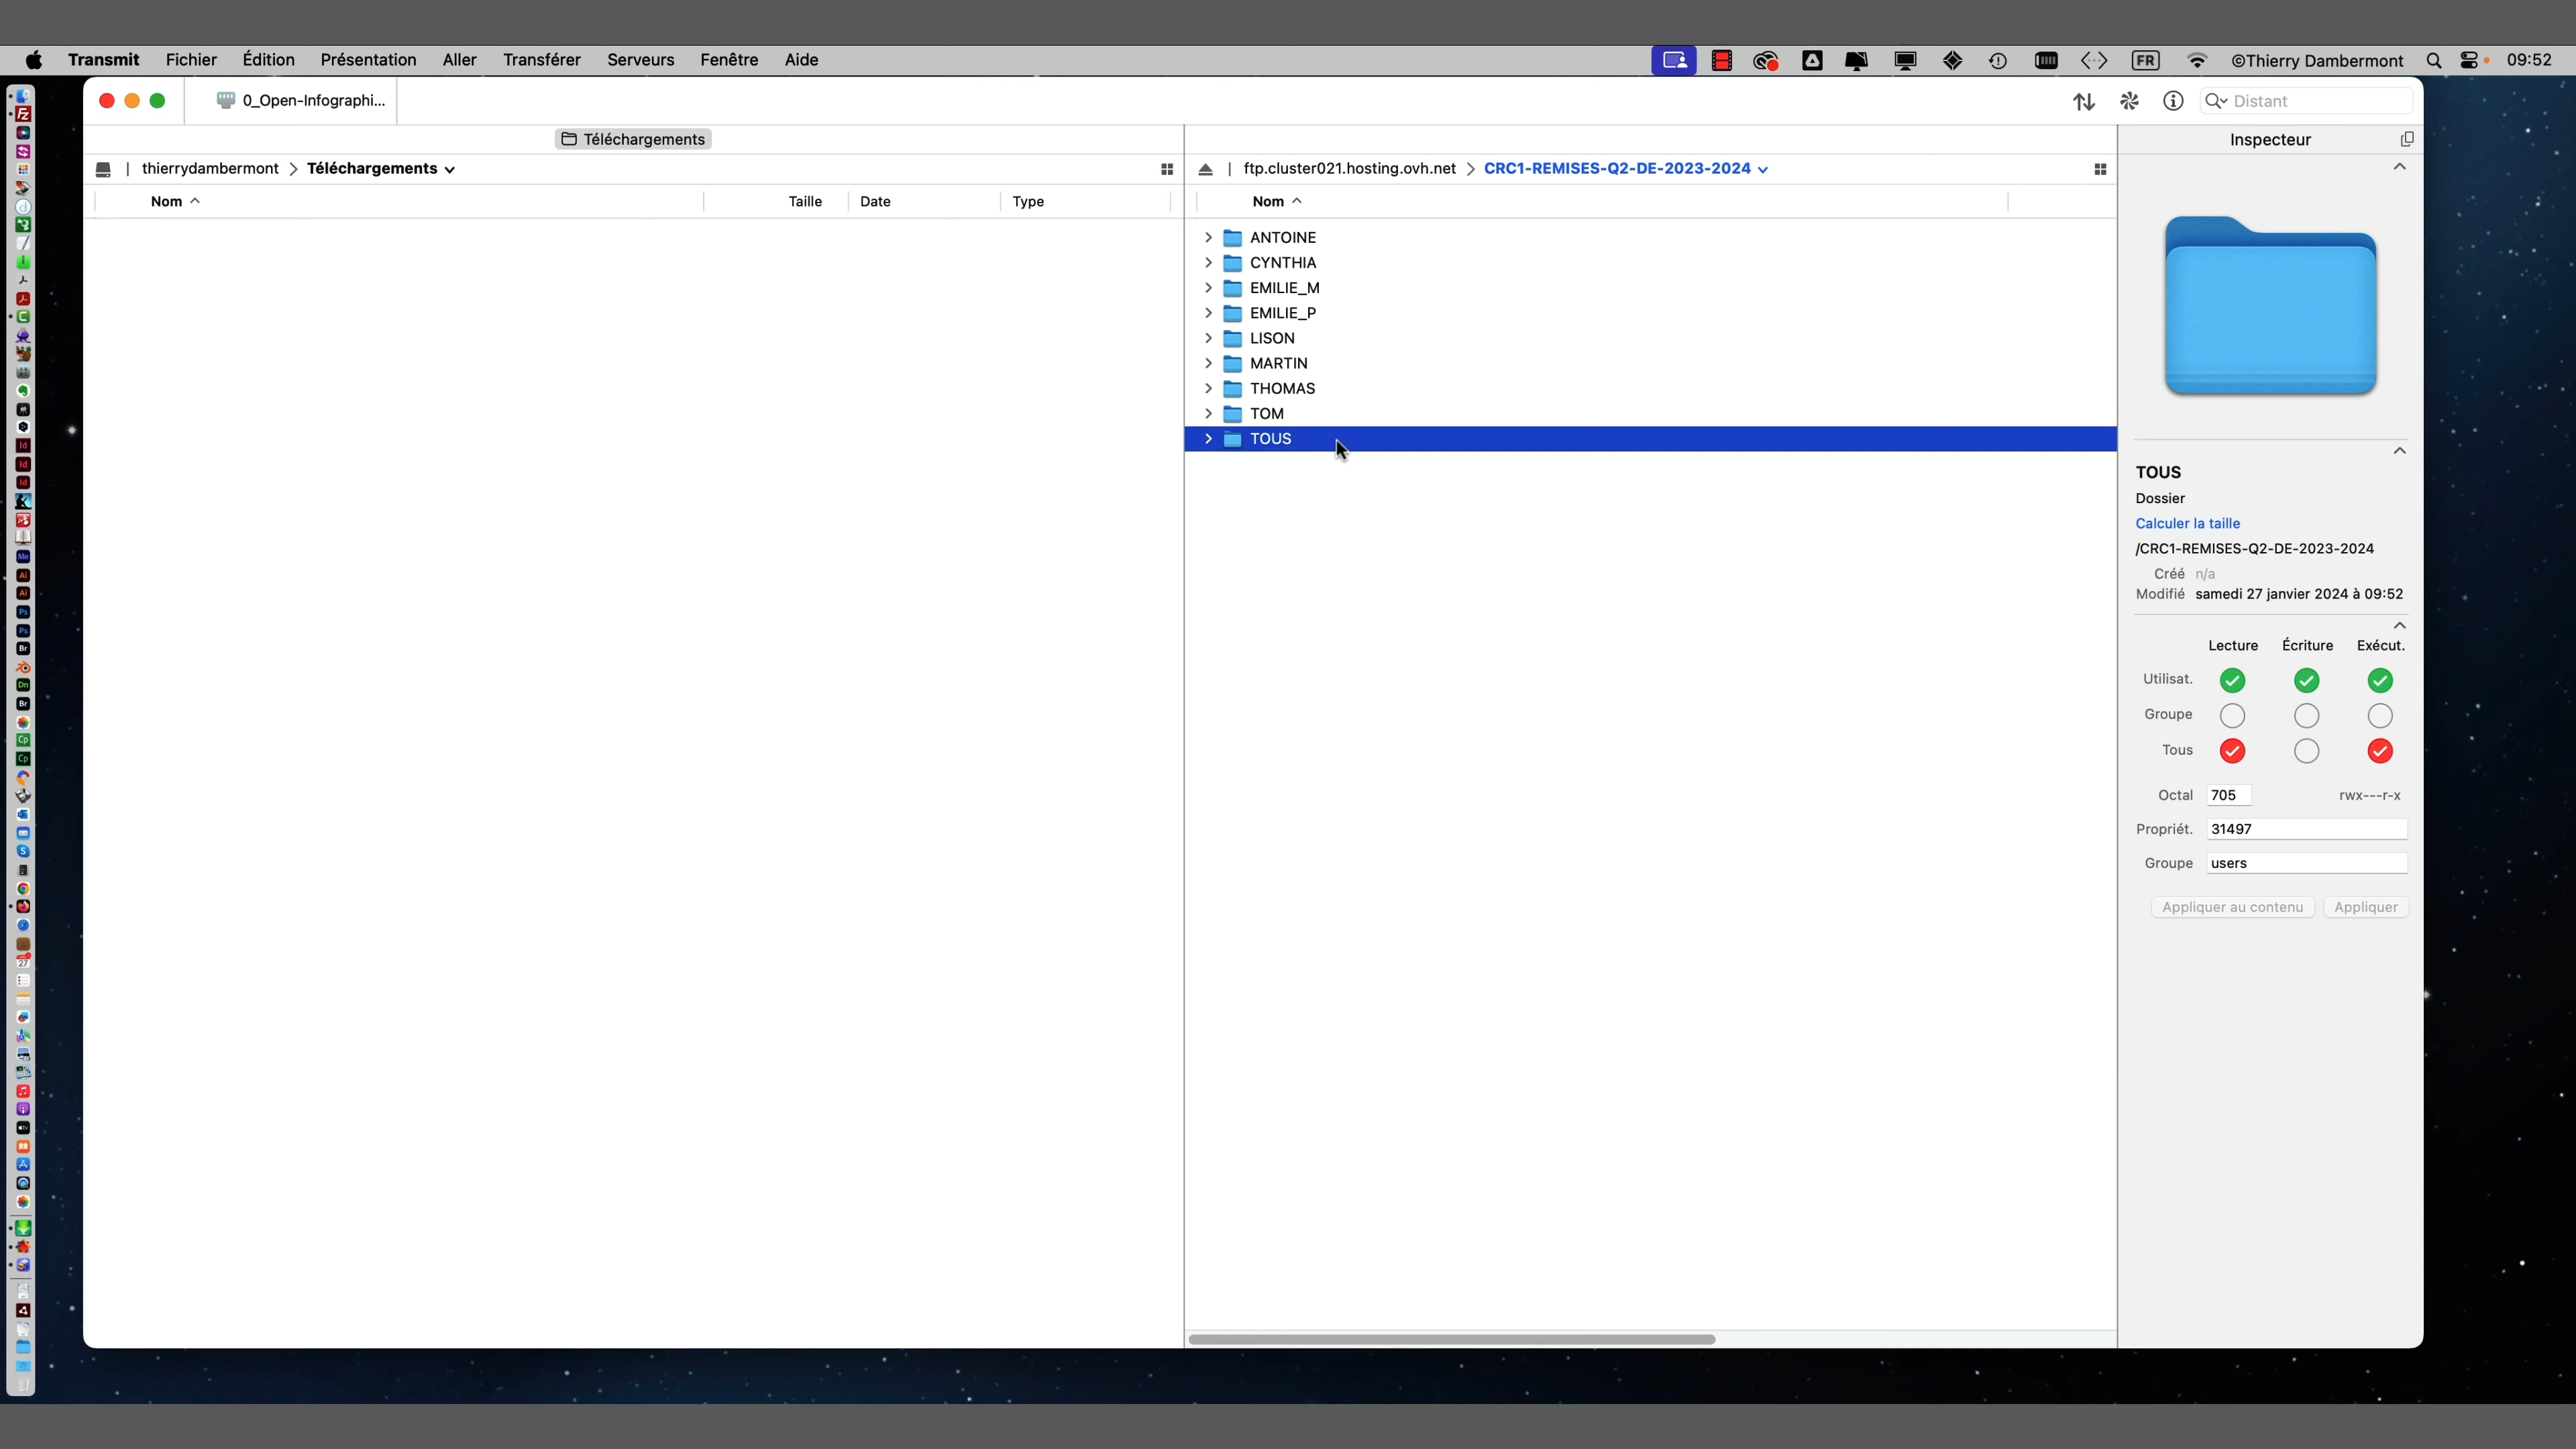 Transmit Fichier Édition Présentation Aller Transférer Serveurs Fenêtre Aide FR ©Thierry Dambermont 09:52
0_Open-Infographi... Distant
Téléchargements Inspecteur
thierrydambermont Téléchargements ftp.cluster021.hosting.ovh.net CRC1-REMISES-Q2-DE-2023-2024
Nom Taille Date Type Nom
ANTOINE
CYNTHIA
EMILIE_M
EMILIE_P
LISON
MARTIN
THOMAS
TOM
TOUS
TOUS
Dossier
Calculer la taille
/CRC1-REMISES-Q2-DE-2023-2024
Créé n/a
Modifié samedi 27 janvier 2024 à 09:52
Lecture Écriture Exécut.
Utilisat.
Groupe
Tous
Octal 705 rwx---r-x
Propriét. 31497
Groupe users
Appliquer au contenu Appliquer